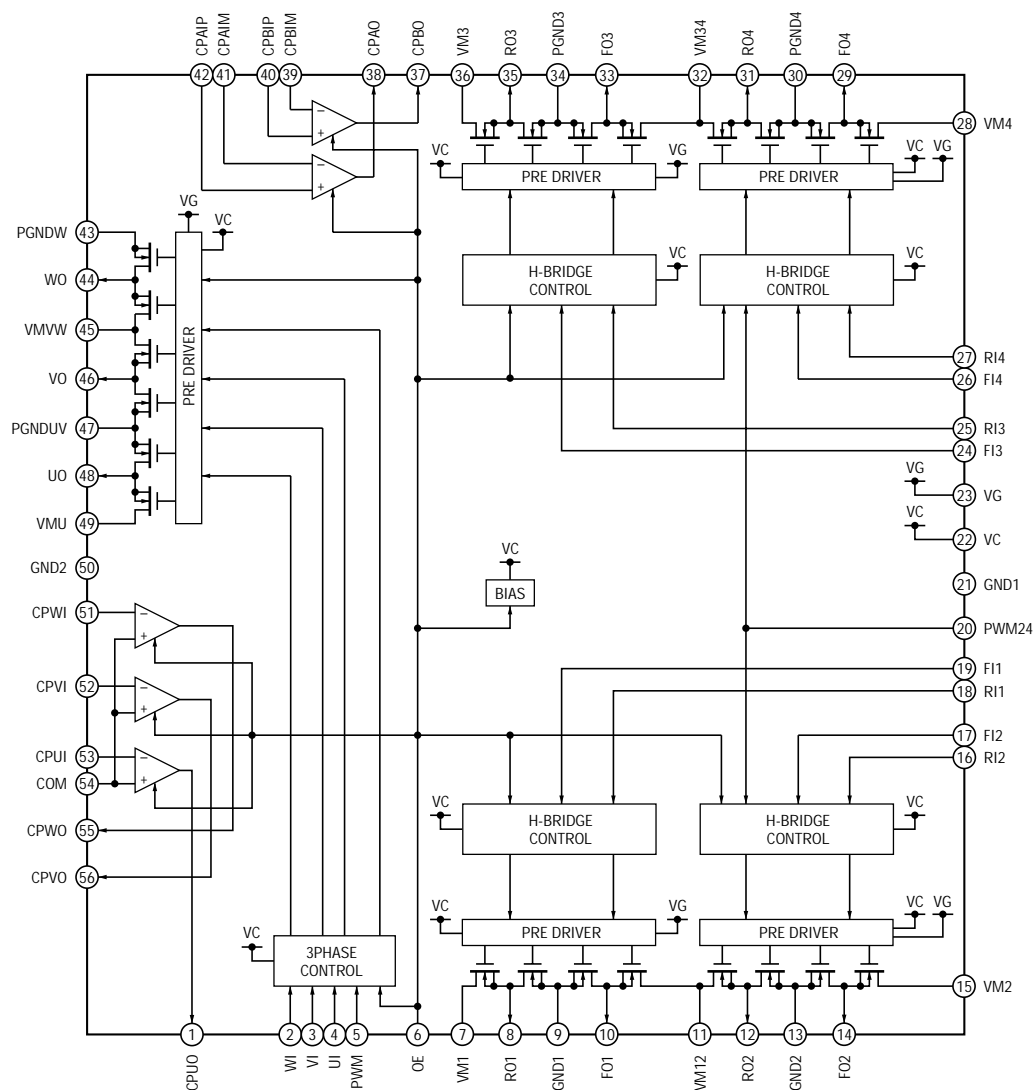 CPAIP
CPAIM
CPBIP
CPBIM
CPAO
CPBO
VM3
RO3
PGND3
FO3
VM34
RO4
PGND4
FO4
42
41
40
39
38
37
36
35
34
33
32
31
30
29
28 VM4
−
+
−
+
VC
PRE DRIVER
VG
PRE DRIVER
VC
VG
VG
VC
PGNDW 43
WO 44
VMVW 45
VO 46
PGNDUV 47
UO 48
VMU 49
PRE DRIVER
H-BRIDGE
CONTROL
VC
H-BRIDGE
CONTROL
VC
27 RI4
26 FI4
25 RI3
24 FI3
VG
23 VG
VC
22 VC
GND2 50
VC
BIAS
21 GND1
CPWI 51
−
+
20 PWM24
19 FI1
18 RI1
CPVI 52
−
+
17 FI2
16 RI2
CPUI 53
COM 54
−
+
CPWO 55
CPVO 56
VC
H-BRIDGE
CONTROL
H-BRIDGE
CONTROL
VC
VC
3PHASE
CONTROL
VC
PRE DRIVER
VG
PRE DRIVER
VC
VG
15 VM2
1
2
3
4
5
6
7
8
9
10
11
12
13
14
CPUO
WI
VI
UI
PWM
OE
VM1
RO1
GND1
FO1
VM12
RO2
GND2
FO2